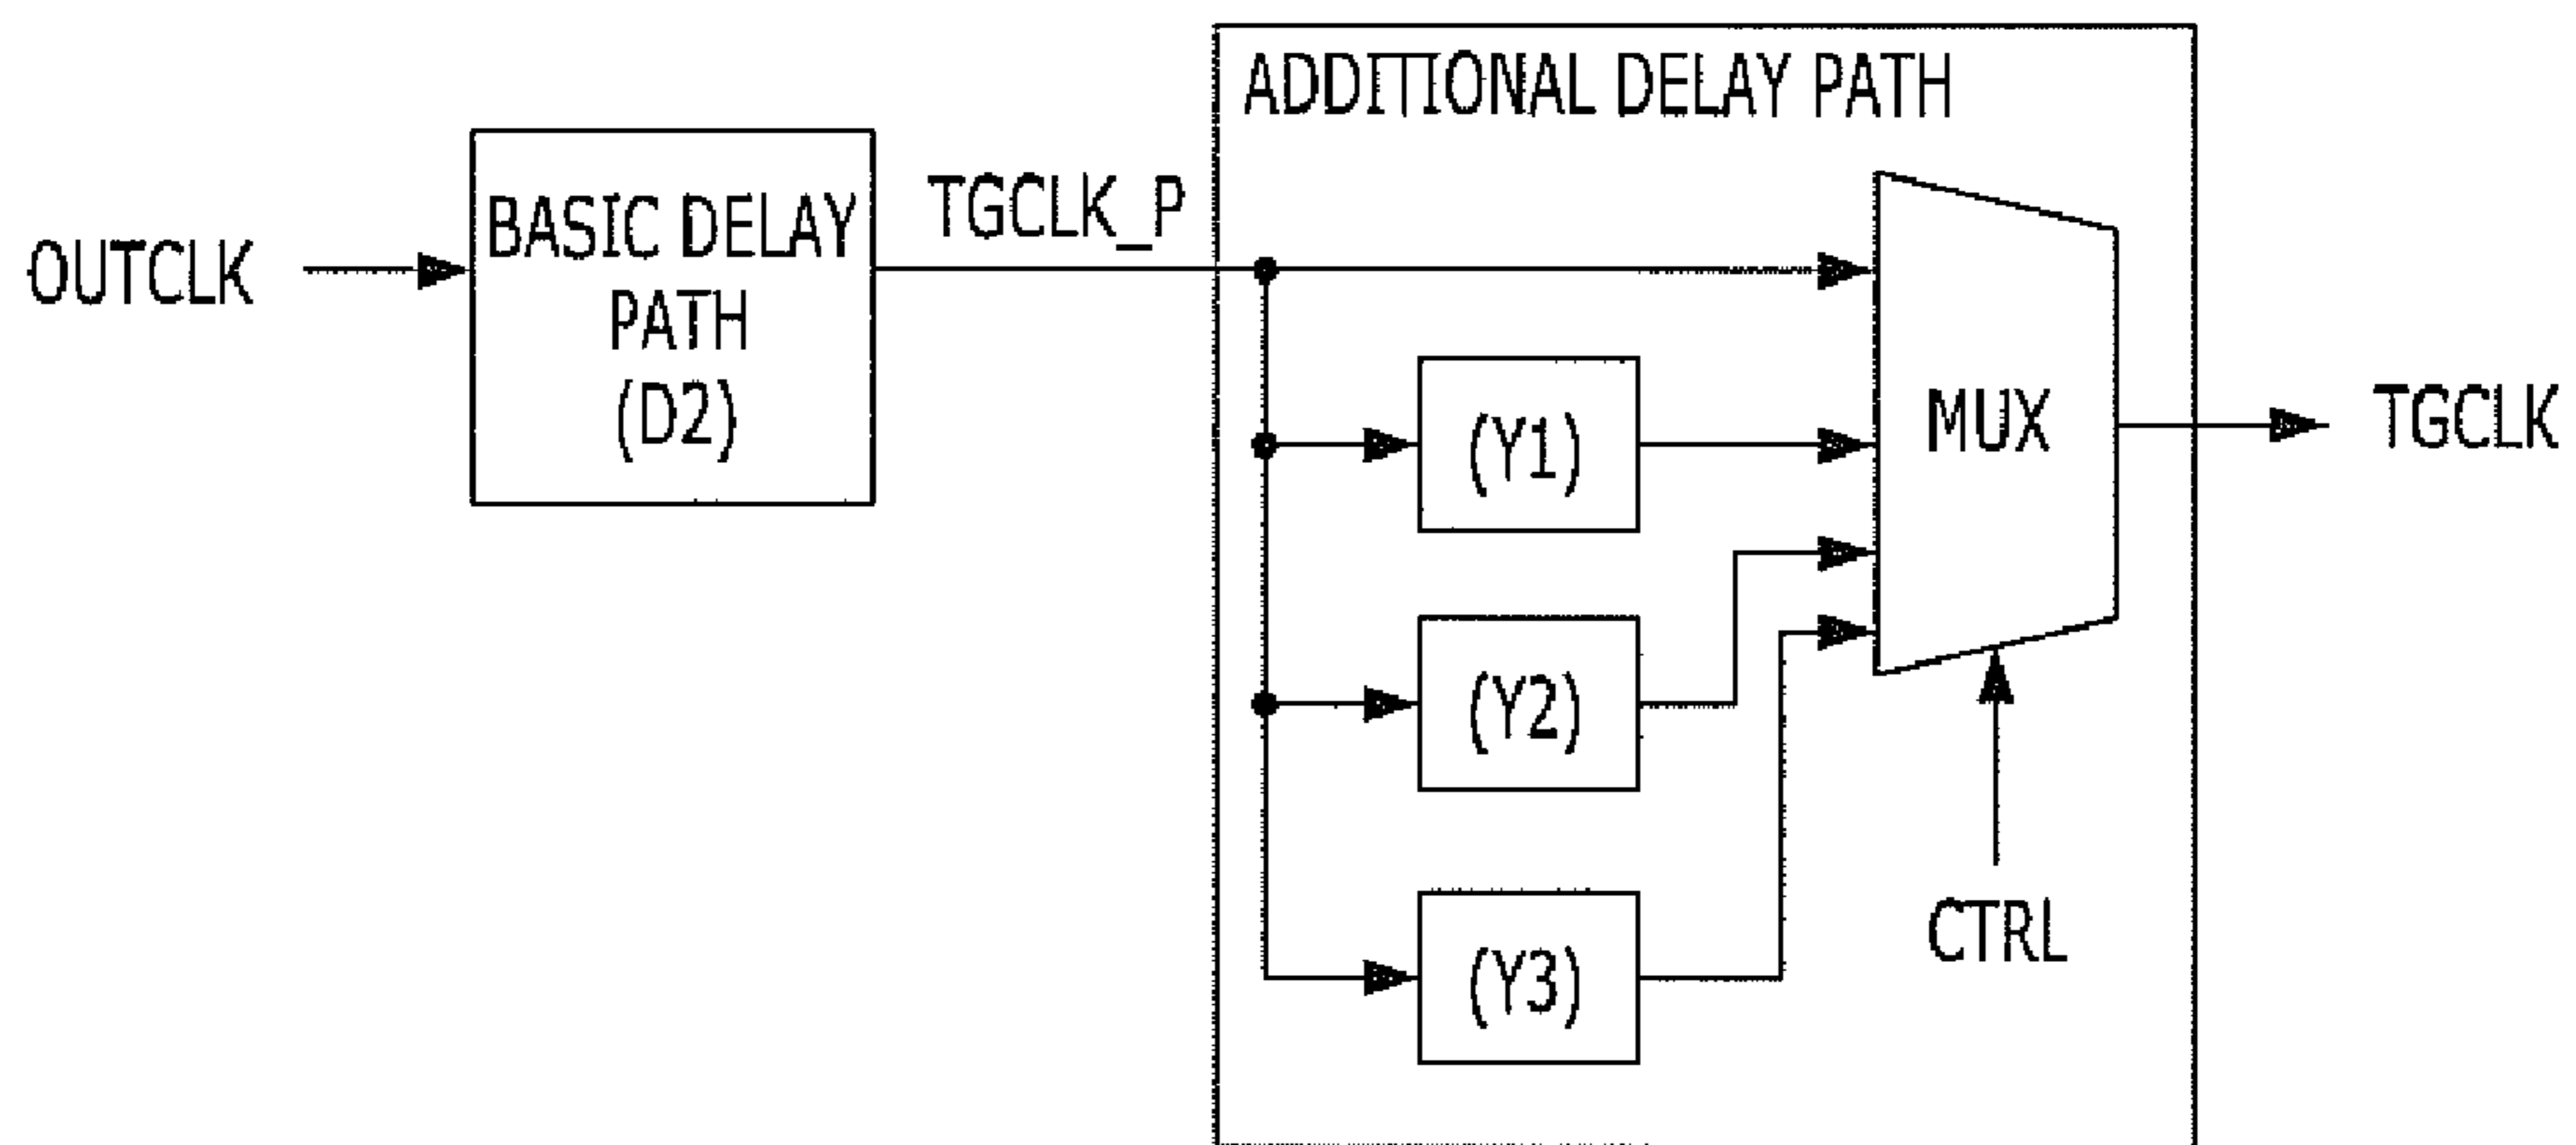 ADDITIONAL DELAY PATH
OUTCLK
BASIC DELAY
PATH
(D2)
TGCLK_P
(Y1)
(Y2)
(Y3)
MUX
CTRL
TGCLK